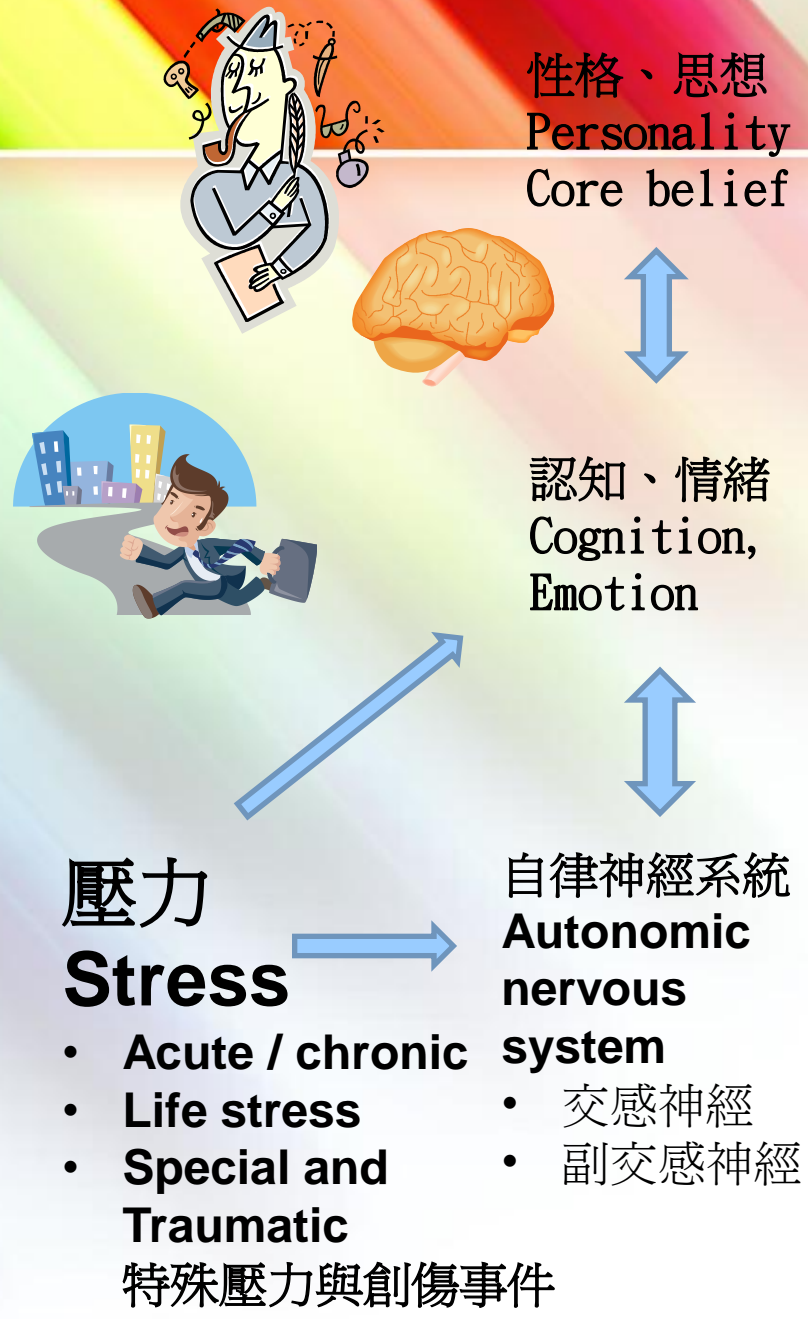 性格、思想
Personality
Core belief
認知、情緒
Cognition,
Emotion
壓力
Stress
• Acute / chronic
• Life stress
• Special and
Traumatic
特殊壓力與創傷事件
自律神經系統
Autonomic
nervous
system
• 交感神經
• 副交感神經